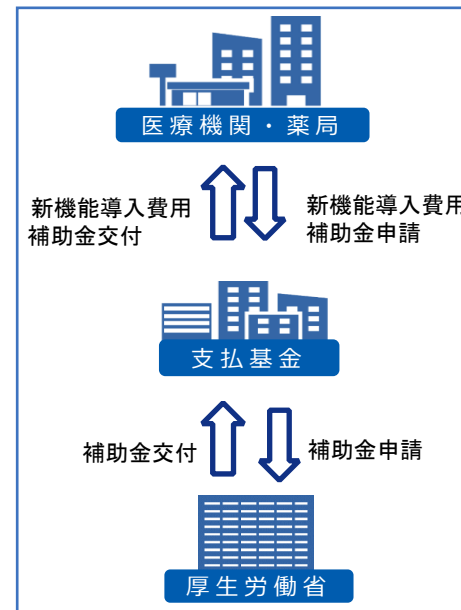 医療機関・薬局
新機能導入費用
補助金交付
新機能導入費用
補助金申請
支払基金
補助金交付
補助金申請
厚生労働省